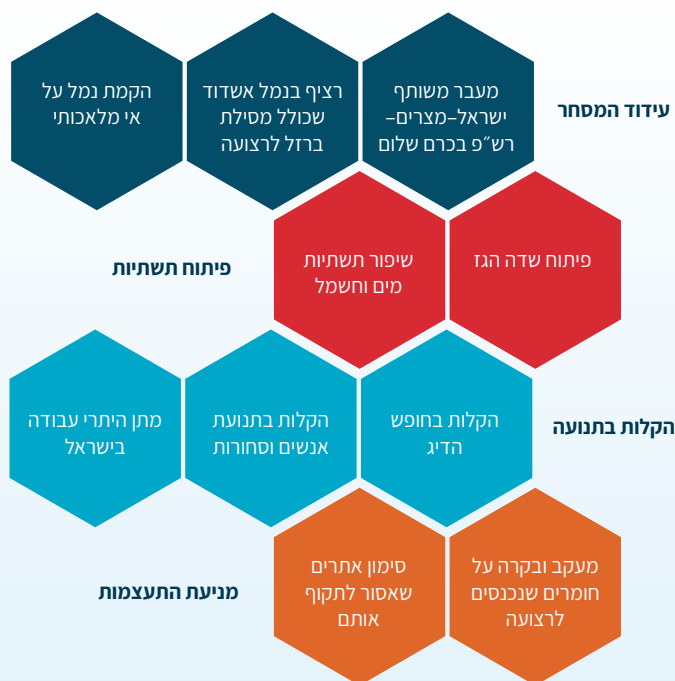 עידוד המסחר
מעבר משותף
ישראל–מצרים–
רש״פ בכרם שלום
רציף בנמל אשדוד
שכולל מסילת
ברזל לרצועה
הקמת נמל על
אי מלאכותי
פיתוח תשתיות
פיתוח שדה הגז
שיפור תשתיות
מים וחשמל
הקלות בתנועה
הקלות בחופש
הדיג
הקלות בתנועת
אנשים וסחורות
מתן היתרי עבודה
בישראל
מניעת התעצמות
מעקב ובקרה על
חומרים שנכנסים
לרצועה
סימון אתרים
שאסור לתקוף
אותם